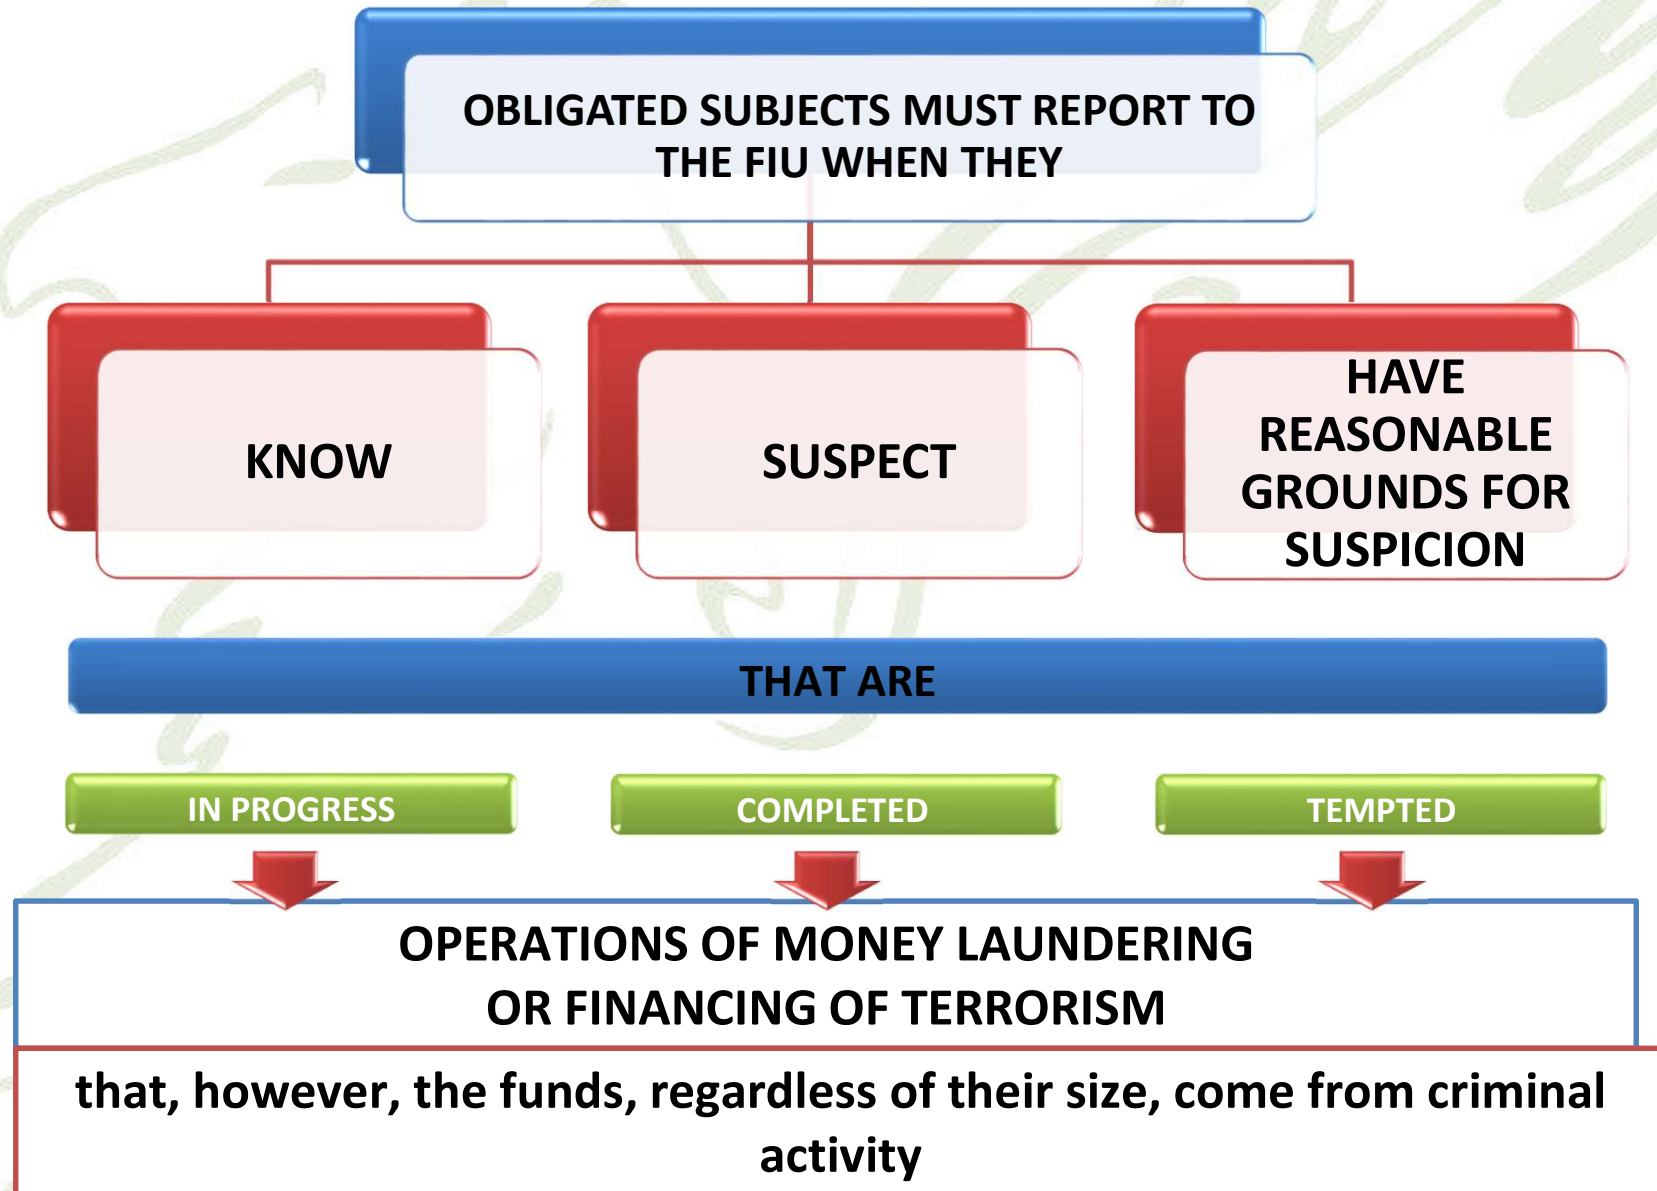 OBLIGATED SUBJECTS MUST REPORT TO
THE FIU WHEN THEY
KNOW
SUSPECT
HAVE
REASONABLE
GROUNDS FOR
SUSPICION
THAT ARE
IN PROGRESS
COMPLETED
TEMPTED
OPERATIONS OF MONEY LAUNDERING
OR FINANCING OF TERRORISM
that, however, the funds, regardless of their size, come from criminal
activity